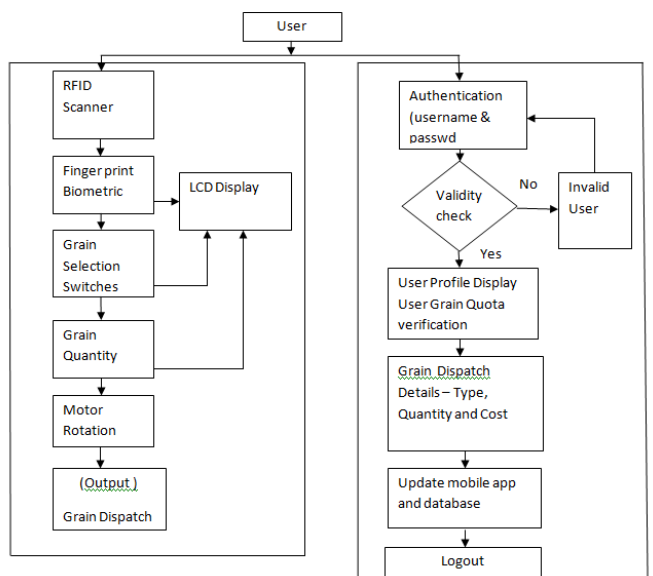 User
RFID
Scanner
Finger print
Biometric
LCD Display
Grain
Selection
Switches
Grain
Quantity
Motor
Rotation
(Output )
Grain Dispatch
Authentication
(username &
passwd
Validity
check
No
Invalid
User
Yes
User Profile Display
User Grain Quota
verification
Grain Dispatch
Details – Type,
Quantity and Cost
Update mobile app
and database
Logout